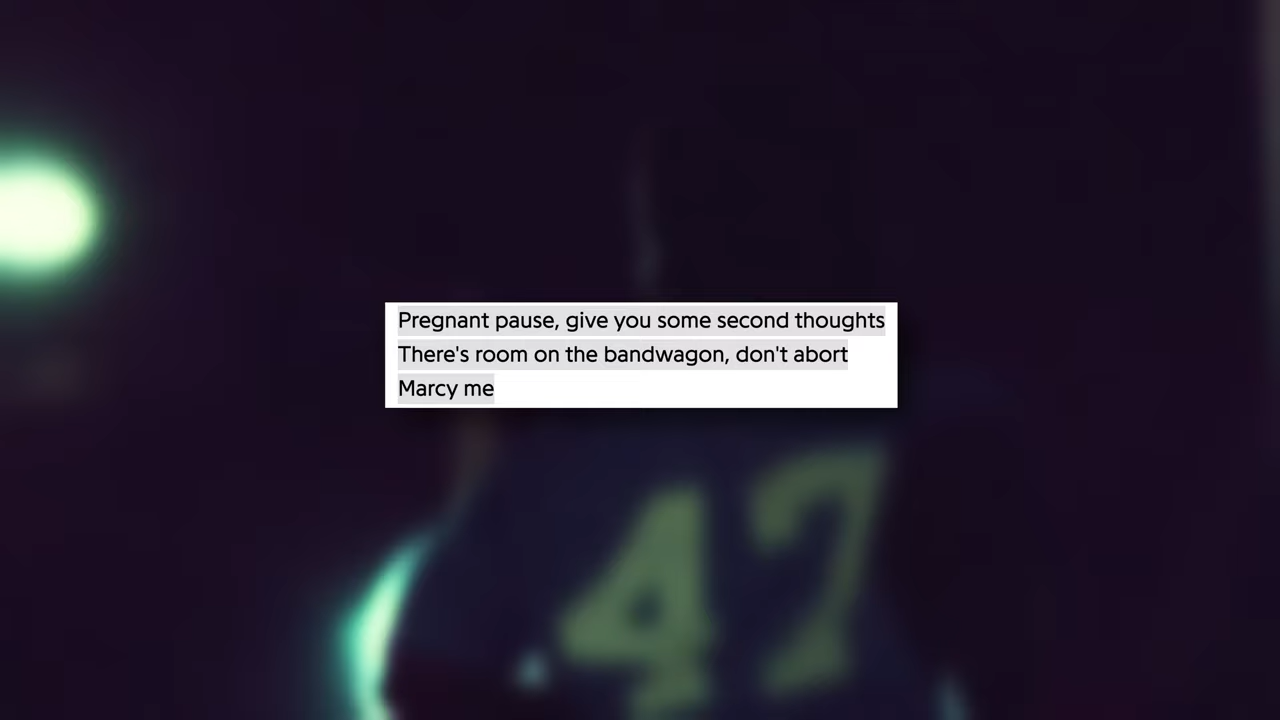 Pregnant pause, give you some second thoughts
There's room on the bandwagon, don't abort
Marcy me
47